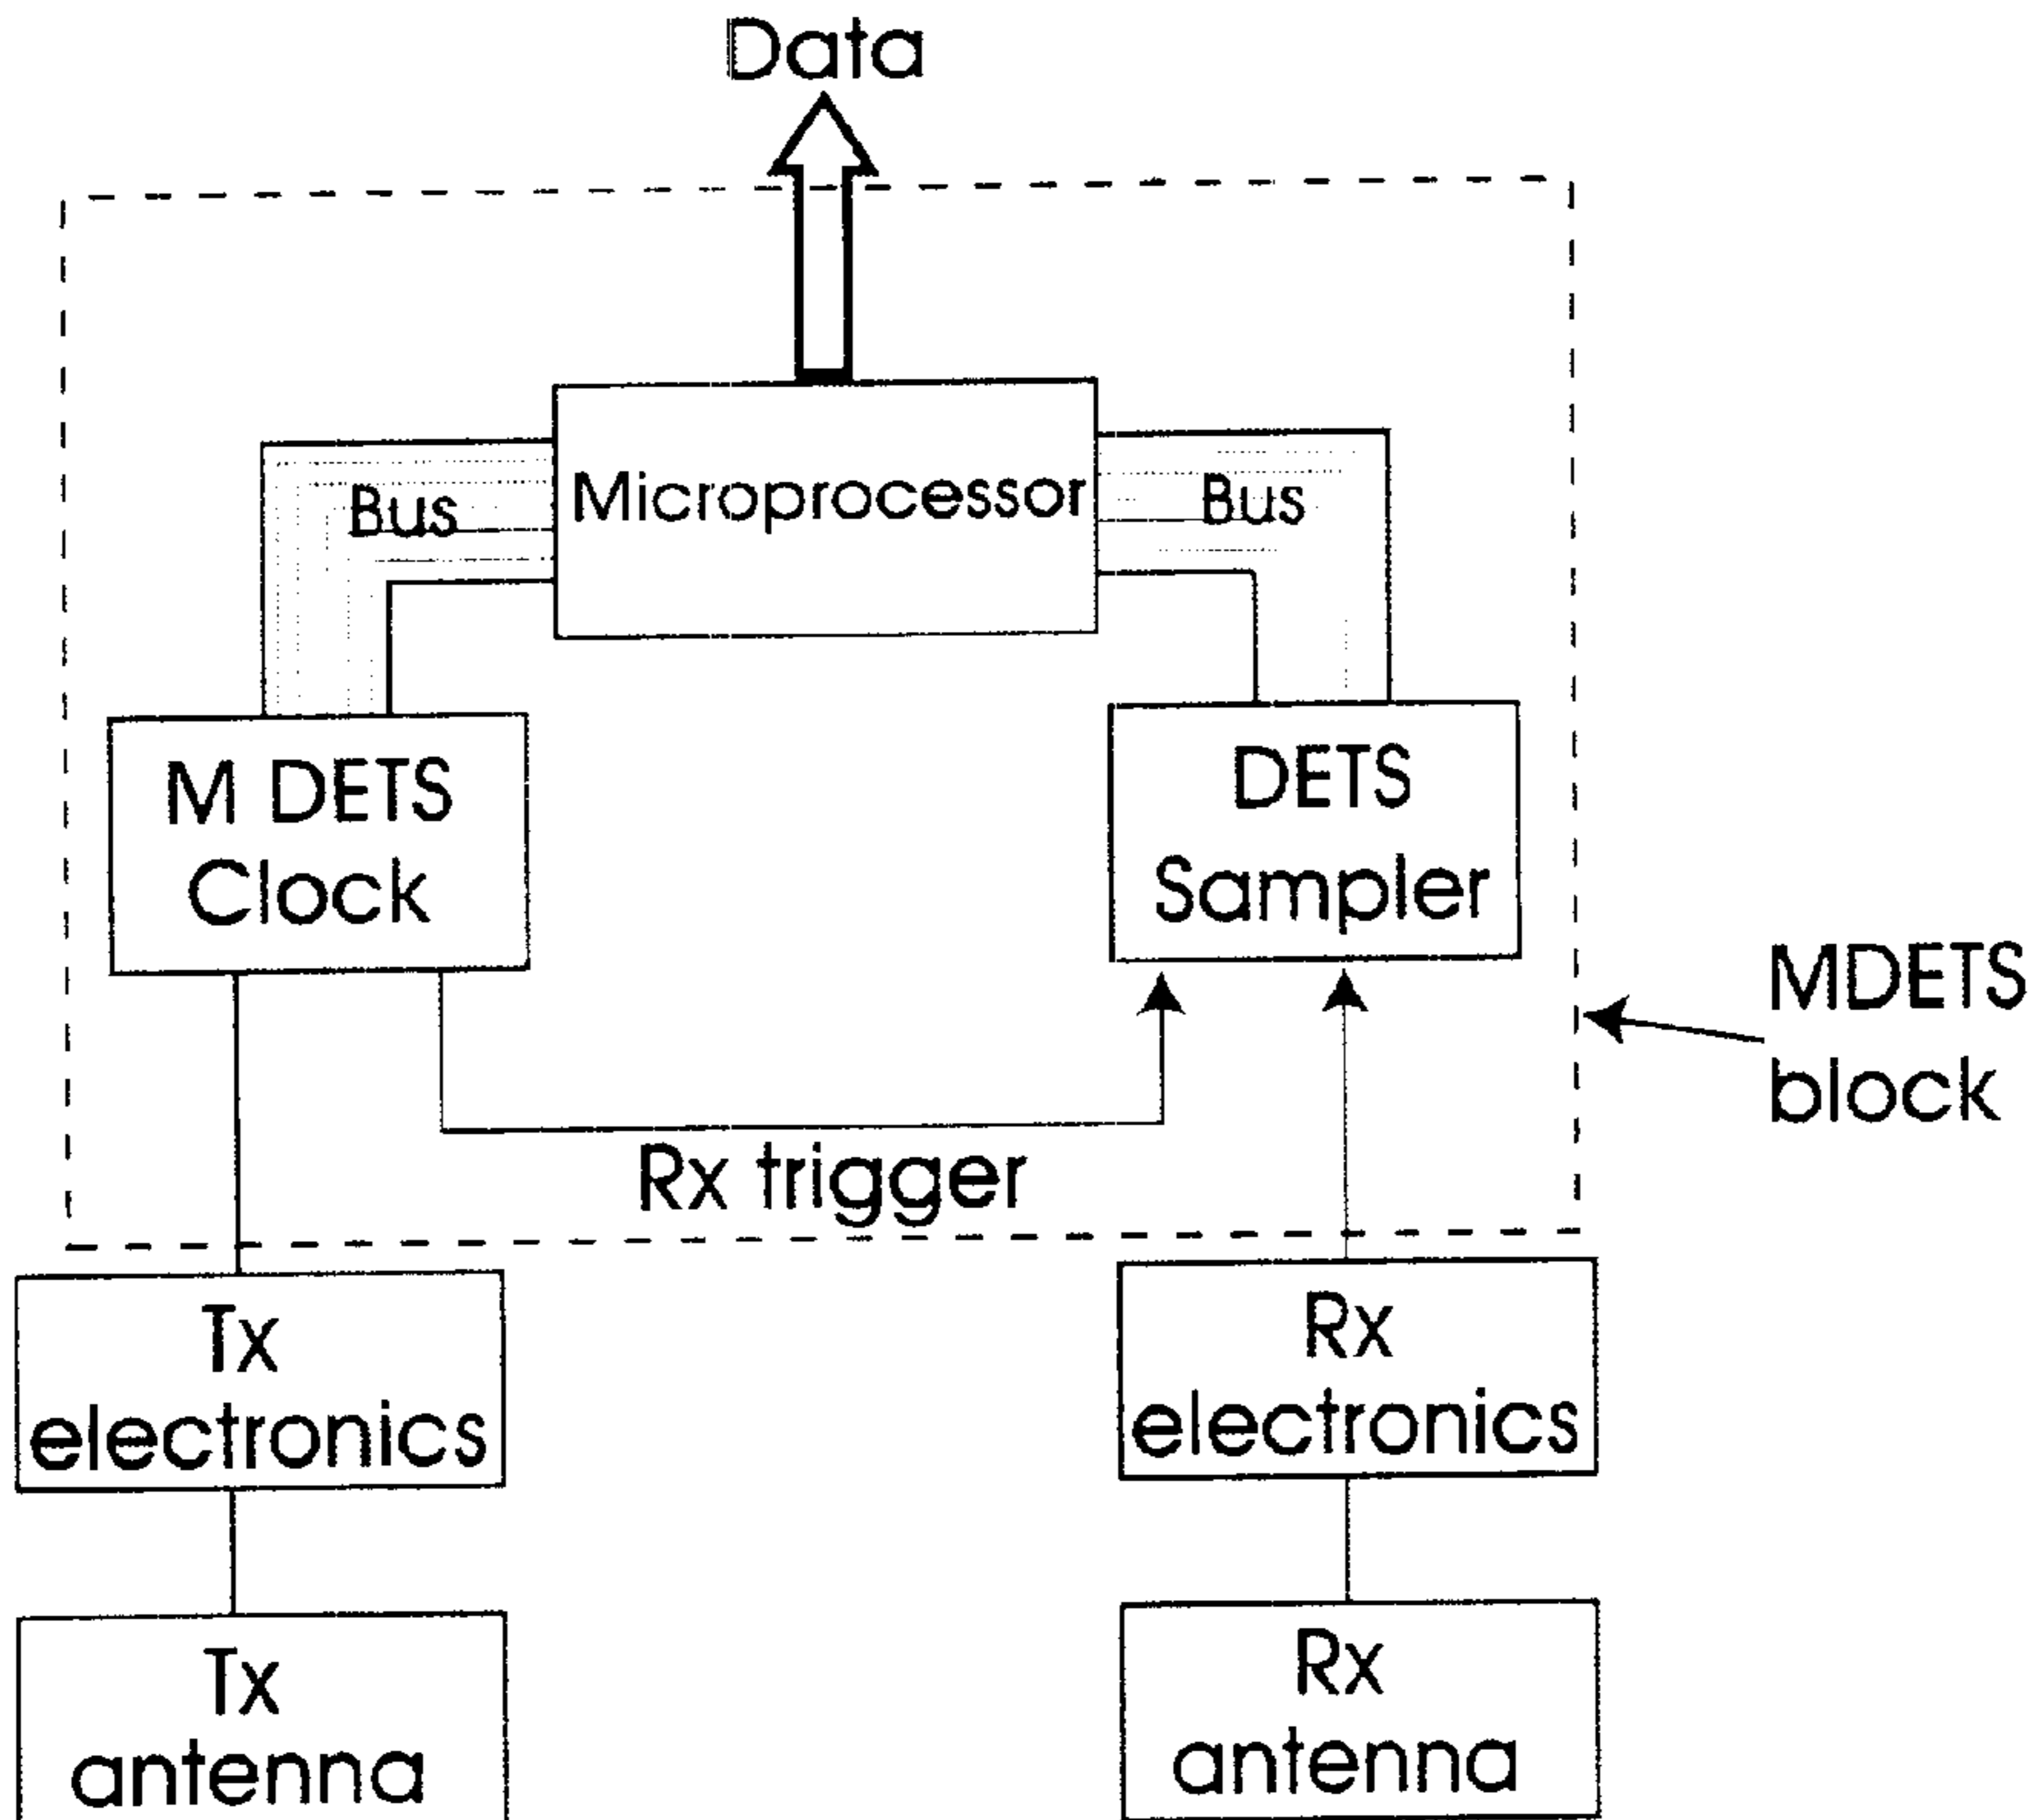 Data
Bus
Microprocessor
Bus
M DETS
Clock
DETS
Sampler
MDETS
block
Rx trigger
Tx
electronics
Rx
electronics
Tx
antenna
Rx
antenna